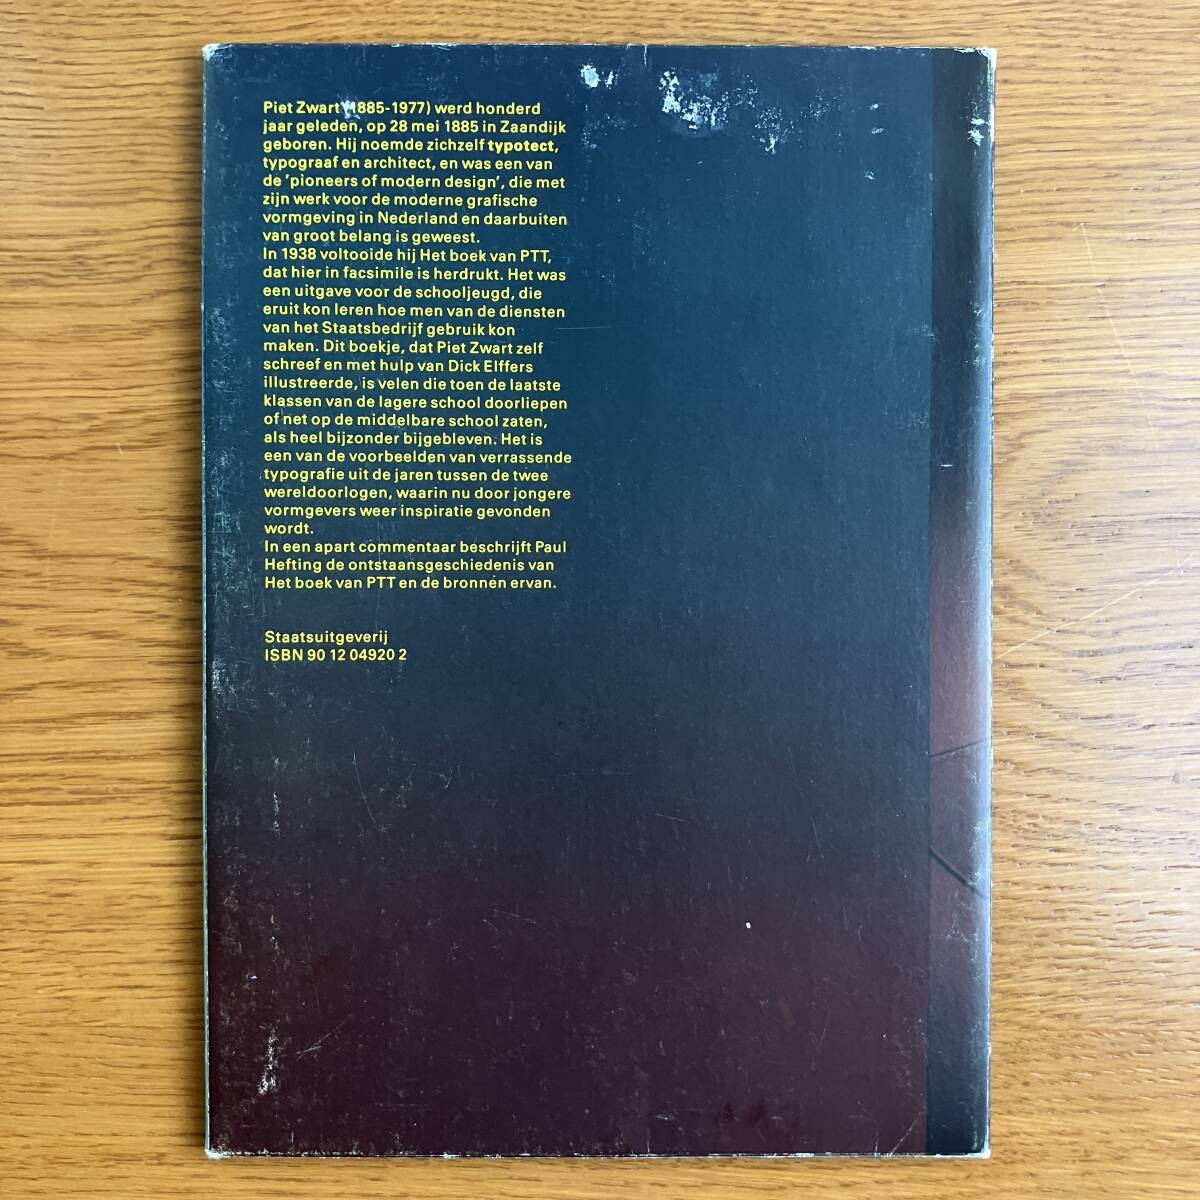 Piet Zwart (1885-1977) werd honderd
jaar geleden, op 28 mei 1885 in Zaandijk
geboren. Hij noemde zichzelf typotect,
typograaf en architect, en was een van
de 'pioneers of modern design', die met
zijn werk voor de moderne grafische
vormgeving in Nederland en daarbuiten
van groot belang is geweest.
In 1938 voltooide hij Het boek van PTT,
dat hier in facsimile is herdrukt. Het was
een uitgave voor de schooljeugd, die
eruit kon leren hoe men van de diensten
van het Staatsbedrijf gebruik kon
maken. Dit boekje, dat Piet Zwart zelf
schreef en met hulp van Dick Elffers
illustreerde, is velen die toen de laatste
klassen van de lagere school doorliepen
of net op de middelbare school zaten,
als heel bijzonder bijgebleven. Het is
een van de voorbeelden van verrassende
typografie uit de jaren tussen de twee
wereldoorlogen, waarin nu door jongere
vormgevers weer inspiratie gevonden
wordt.
In een apart commentaar beschrijft Paul
Hefting de ontstaansgeschiedenis van
Het boek van PTT en de bronnen ervan.
Staatsuitgeverij
ISBN 90 12 04920 2